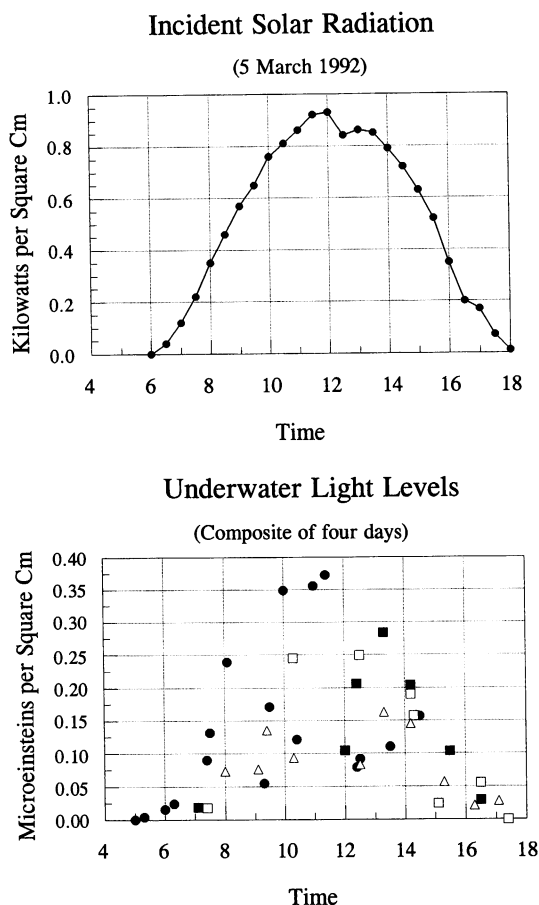 Incident Solar Radiation
(5 March 1992)
Kilowatts per Square Cm
1.0
0.8
0.6
0.4
0.2
0.0
4 6 8 10 12 14 16 18
Time
Underwater Light Levels
(Composite of four days)
Microeinsteins per Square Cm
0.40
0.35
0.30
0.25
0.20
0.15
0.10
0.05
0.00
4 6 8 10 12 14 16 18
Time